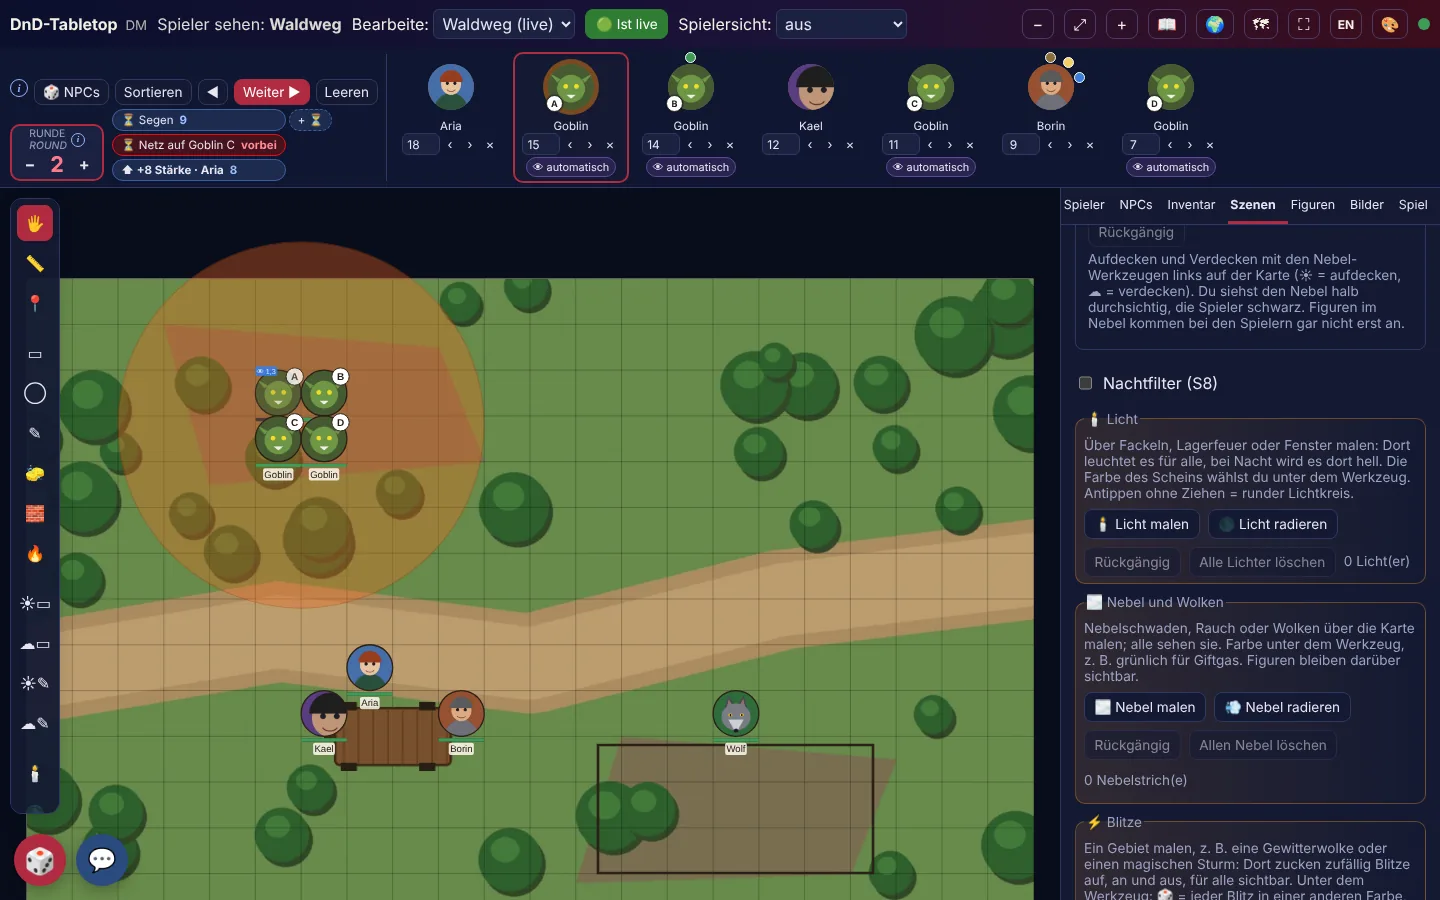 DnD-Tabletop DM Spieler sehen: Waldweg Bearbeite: Waldweg (live) Ist live Spielersicht: aus EN
NPCs Sortieren ◀ Weiter ▶ Leeren
RUNDE
ROUND
− 2 +
Segen 9
+
Netz auf Goblin C vorbei
+8 Stärke · Aria 8
Aria
18 ‹ › ×
A
Goblin
15 ‹ › ×
automatisch
B
Goblin
14 ‹ › ×
automatisch
Kael
12 ‹ › ×
C
Goblin
11 ‹ › ×
automatisch
Borin
9 ‹ › ×
D
Goblin
7 ‹ › ×
automatisch
1,3
A B
C D
Goblin Goblin
Aria
Kael
Borin
Wolf
Spieler NPCs Inventar Szenen Figuren Bilder Spiel
Rückgängig
Aufdecken und Verdecken mit den Nebel-
Werkzeugen links auf der Karte (☀ = aufdecken,
☁ = verdecken). Du siehst den Nebel halb
durchsichtig, die Spieler schwarz. Figuren im
Nebel kommen bei den Spielern gar nicht erst an.
Nachtfilter (S8)
Licht
Über Fackeln, Lagerfeuer oder Fenster malen: Dort
leuchtet es für alle, bei Nacht wird es dort hell. Die
Farbe des Scheins wählst du unter dem Werkzeug.
Antippen ohne Ziehen = runder Lichtkreis.
Licht malen Licht radieren
Rückgängig Alle Lichter löschen 0 Licht(er)
Nebel und Wolken
Nebelschwaden, Rauch oder Wolken über die Karte
malen; alle sehen sie. Farbe unter dem Werkzeug,
z. B. grünlich für Giftgas. Figuren bleiben darüber
sichtbar.
Nebel malen Nebel radieren
Rückgängig Allen Nebel löschen
0 Nebelstrich(e)
Blitze
Ein Gebiet malen, z. B. eine Gewitterwolke oder
einen magischen Sturm: Dort zucken zufällig Blitze
auf, an und aus, für alle sichtbar. Unter dem
Werkzeug: 🎲 = jeder Blitz in einer anderen Farbe.